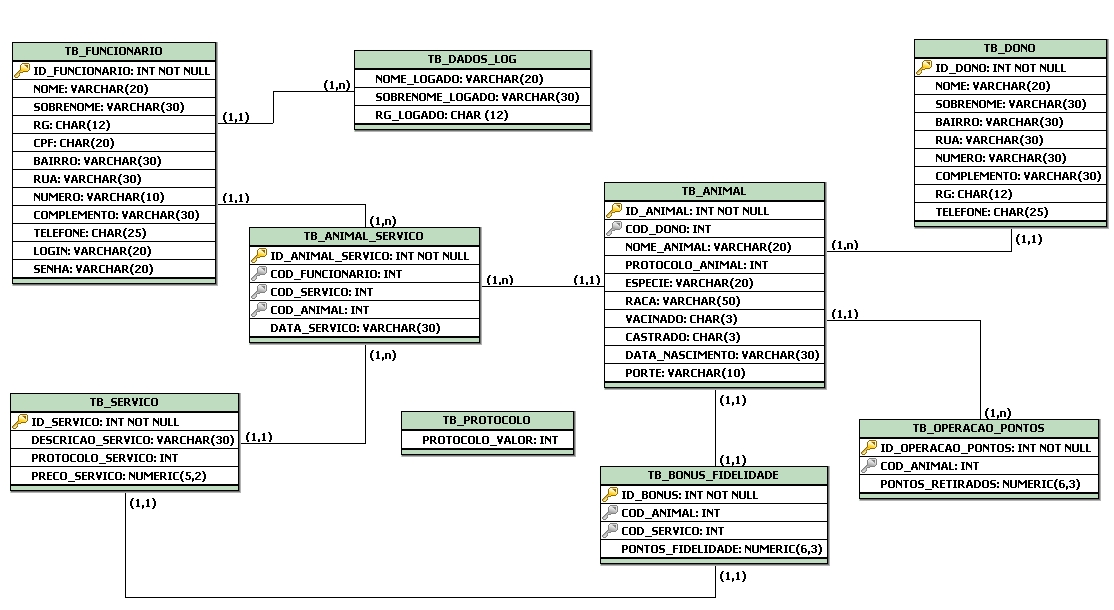 TB_FUNCIONARIO
ID_FUNCIONARIO: INT NOT NULL
NOME: VARCHAR(20)
SOBRENOME: VARCHAR(30)
RG: CHAR(12)
CPF: CHAR(20)
BAIRRO: VARCHAR(30)
RUA: VARCHAR(30)
NUMERO: VARCHAR(10)
COMPLEMENTO: VARCHAR(30)
TELEFONE: CHAR(25)
LOGIN: VARCHAR(20)
SENHA: VARCHAR(20)
(1,1)
(1,n)
TB_DADOS_LOG
NOME_LOGADO: VARCHAR(20)
SOBRENOME_LOGADO: VARCHAR(30)
RG_LOGADO: CHAR (12)
TB_DONO
ID_DONO: INT NOT NULL
NOME: VARCHAR(20)
SOBRENOME: VARCHAR(30)
BAIRRO: VARCHAR(30)
RUA: VARCHAR(30)
NUMERO: VARCHAR(30)
COMPLEMENTO: VARCHAR(30)
RG: CHAR(12)
TELEFONE: CHAR(25)
(1,1)
(1,n)
(1,1)
(1,n)
TB_ANIMAL_SERVICO
ID_ANIMAL_SERVICO: INT NOT NULL
COD_FUNCIONARIO: INT
COD_SERVICO: INT
COD_ANIMAL: INT
DATA_SERVICO: VARCHAR(30)
(1,n)
(1,1)
(1,n)
TB_ANIMAL
ID_ANIMAL: INT NOT NULL
COD_DONO: INT
NOME_ANIMAL: VARCHAR(20)
PROTOCOLO_ANIMAL: INT
ESPECIE: VARCHAR(20)
RACA: VARCHAR(50)
VACINADO: CHAR(3)
CASTRADO: CHAR(3)
DATA_NASCIMENTO: VARCHAR(30)
PORTE: VARCHAR(10)
(1,1)
(1,n)
(1,1)
(1,1)
TB_SERVICO
ID_SERVICO: INT NOT NULL
DESCRICAO_SERVICO: VARCHAR(30)
PROTOCOLO_SERVICO: INT
PRECO_SERVICO: NUMERIC(5,2)
(1,1)
(1,1)
TB_PROTOCOLO
PROTOCOLO_VALOR: INT
TB_OPERACAO_PONTOS
ID_OPERACAO_PONTOS: INT NOT NULL
COD_ANIMAL: INT
PONTOS_RETIRADOS: NUMERIC(6,3)
TB_BONUS_FIDELIDADE
ID_BONUS: INT NOT NULL
COD_ANIMAL: INT
COD_SERVICO: INT
PONTOS_FIDELIDADE: NUMERIC(6,3)
(1,1)